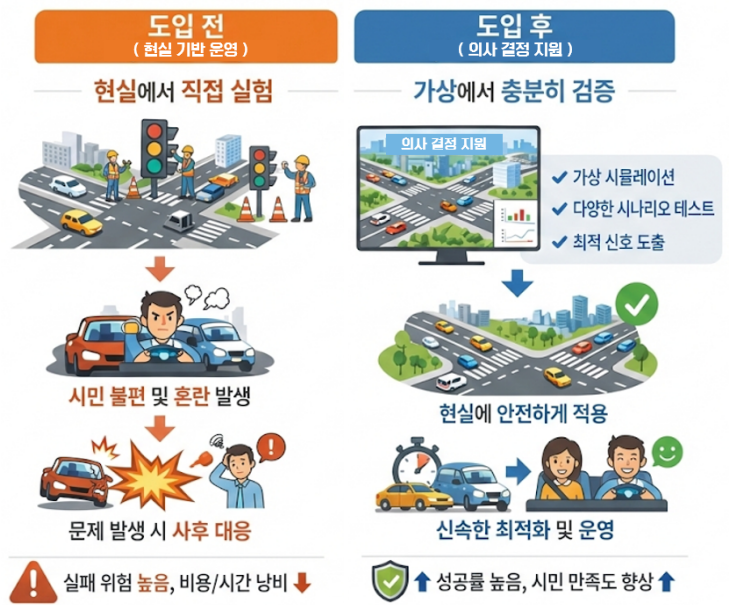 도입 전
( 현실 기반 운영 )
현실에서 직접 실험
시민 불편 및 혼란 발생
문제 발생 시 사후 대응
실패 위험 높음, 비용/시간 낭비
도입 후
( 의사 결정 지원 )
가상에서 충분히 검증
의사 결정 지원
가상 시뮬레이션
다양한 시나리오 테스트
최적 신호 도출
현실에 안전하게 적용
신속한 최적화 및 운영
성공률 높음, 시민 만족도 향상